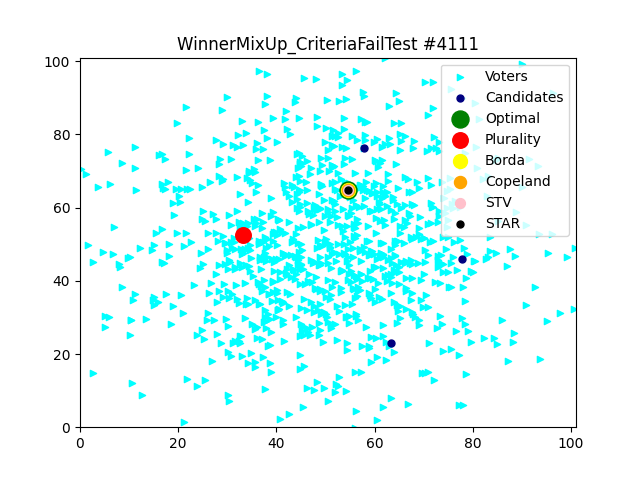 WinnerMixUp_CriteriaFailTest #4111
100
80
60
40
20
0
0 20 40 60 80 100
Voters
Candidates
Optimal
Plurality
Borda
Copeland
STV
STAR